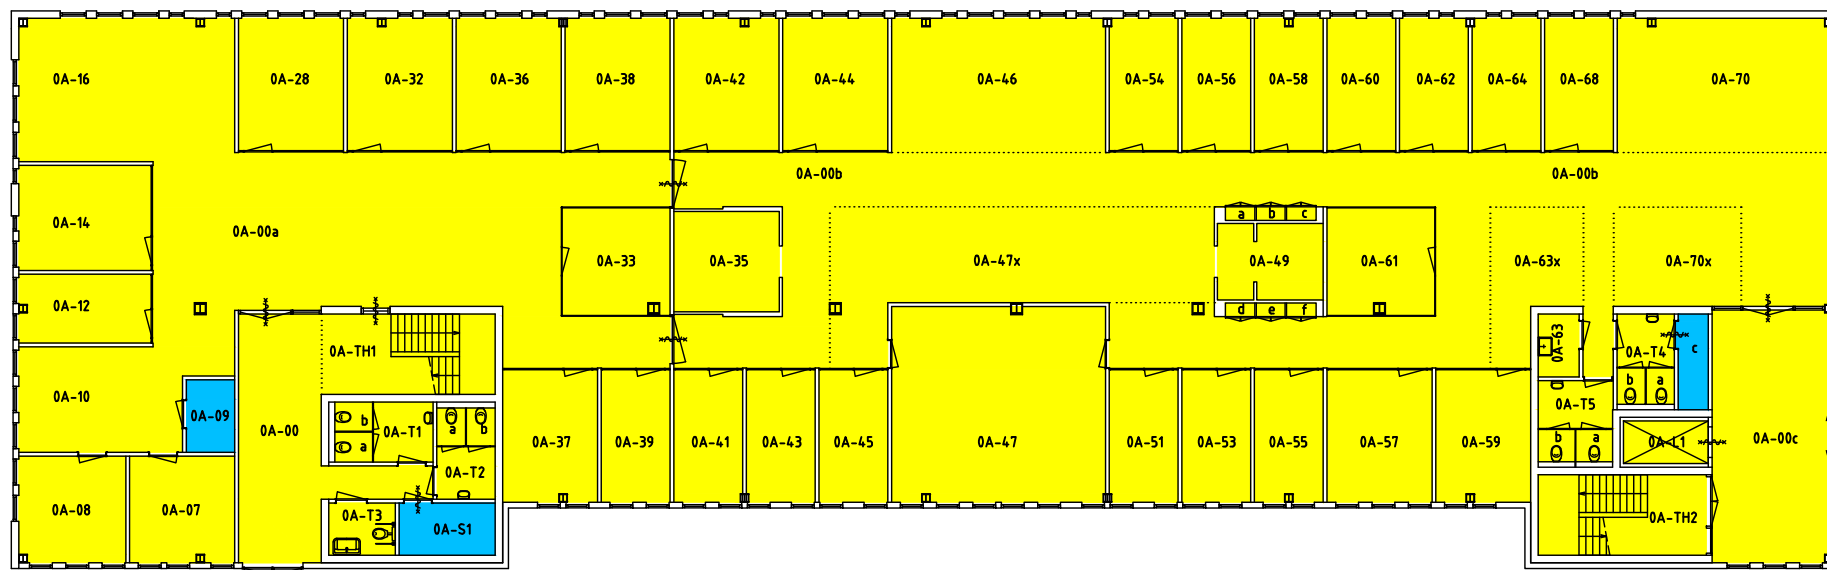 0A-16
0A-28
0A-32
0A-36
0A-38
0A-42
0A-44
0A-46
0A-54
0A-56
0A-58
0A-60
0A-62
0A-64
0A-68
0A-70
0A-00b
0A-00b
0A-14
0A-00a
a
b
c
0A-33
0A-35
0A-47x
0A-49
0A-61
0A-63x
0A-70x
0A-12
d
e
f
0A-TH1
0A-63
0A-T4
c
0A-10
0A-09
b
a
0A-00
b
0A-T1
a
b
a
0A-T5
0A-37
0A-39
0A-41
0A-43
0A-45
0A-47
0A-51
0A-53
0A-55
0A-57
0A-59
b
a
0A-L1
0A-00c
0A-T2
0A-08
0A-07
0A-T3
0A-S1
0A-TH2